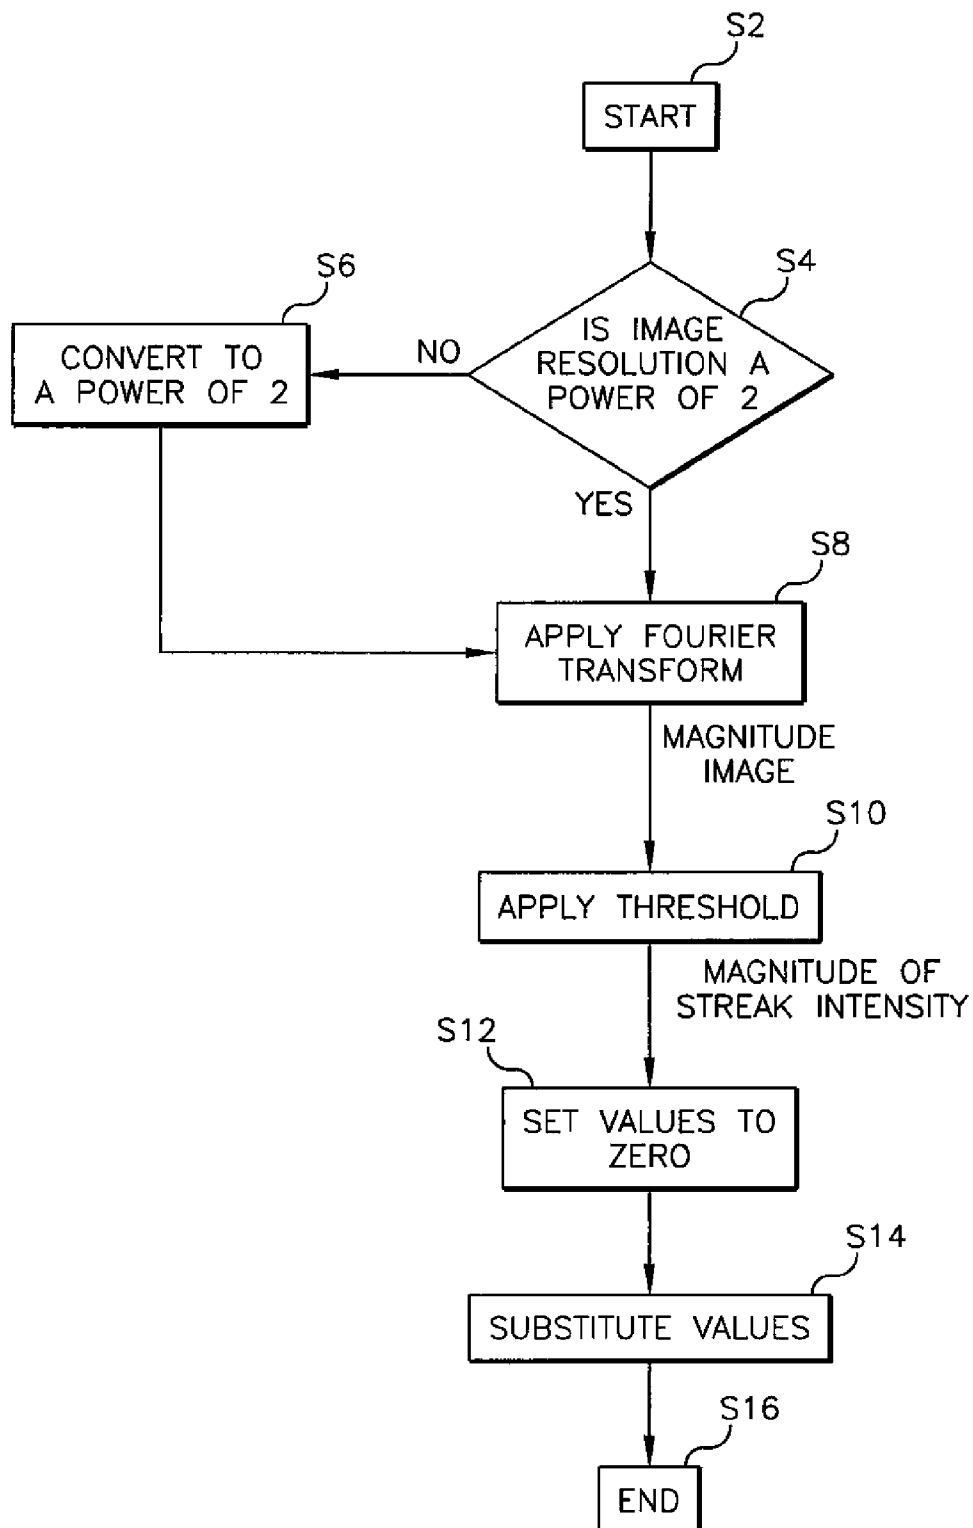 S2
START
S4
IS IMAGE
RESOLUTION A
POWER OF 2
NO
S6
CONVERT TO
A POWER OF 2
YES
S8
APPLY FOURIER
TRANSFORM
MAGNITUDE
IMAGE
S10
APPLY THRESHOLD
MAGNITUDE OF
STREAK INTENSITY
S12
SET VALUES TO
ZERO
S14
SUBSTITUTE VALUES
S16
END